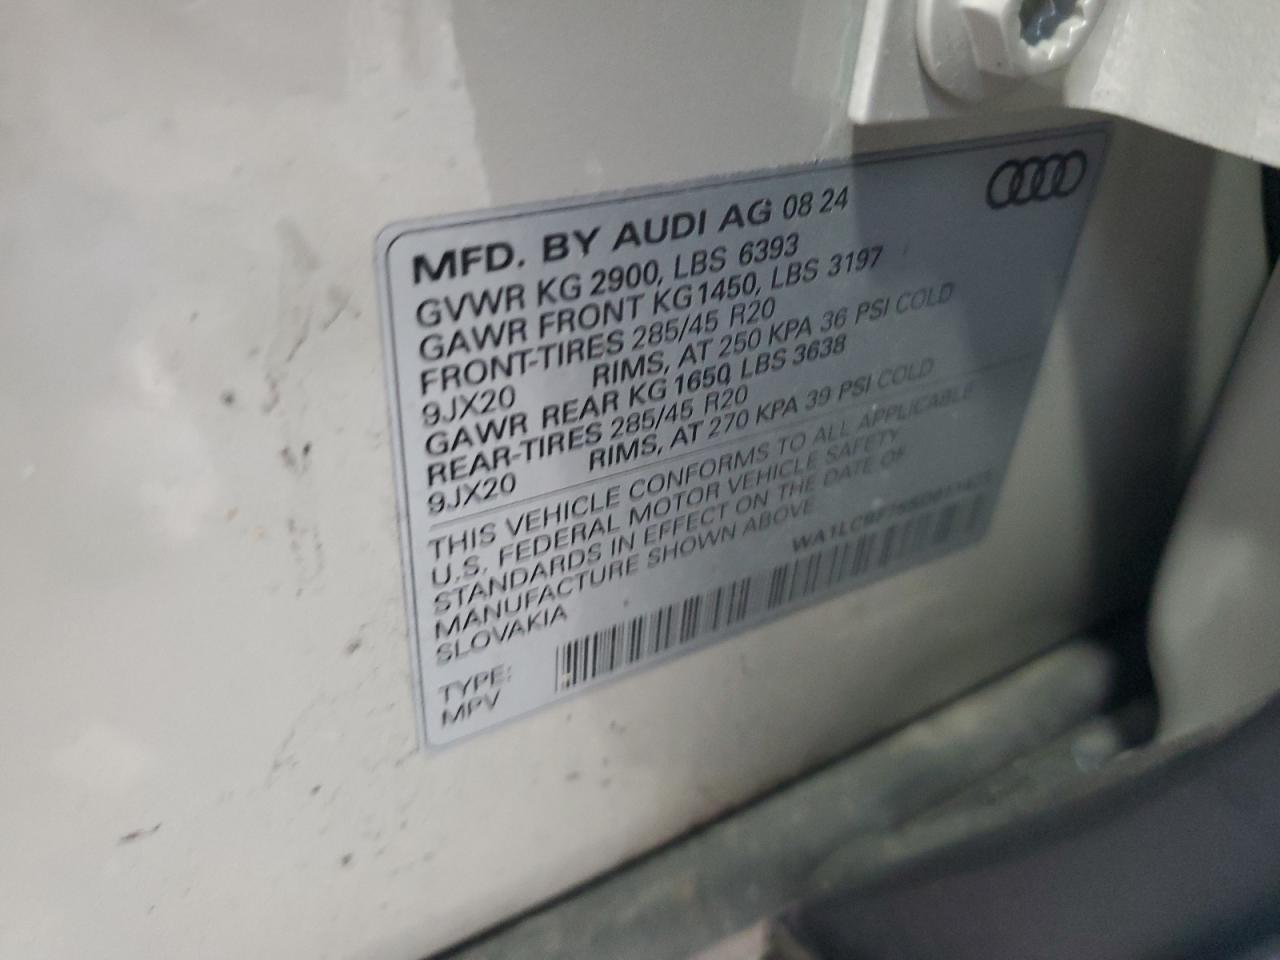 MFD. BY AUDI AG 08 24
GVWR KG 2900, LBS 6393
GAWR FRONT KG1450, LBS 3197
FRONT-TIRES 285/45 R20
9JX20 RIMS, AT 250 KPA 36 PSI COLD
GAWR REAR KG 1650, LBS 3638
REAR-TIRES 285/45 R20
9JX20 RIMS, AT 270 KPA 39 PSI COLD
THIS VEHICLE CONFORMS TO ALL APPLICABLE
U.S. FEDERAL MOTOR VEHICLE SAFETY
STANDARDS IN EFFECT ON THE DATE OF
MANUFACTURE SHOWN ABOVE
SLOVAKIA
TYPE:
MPV